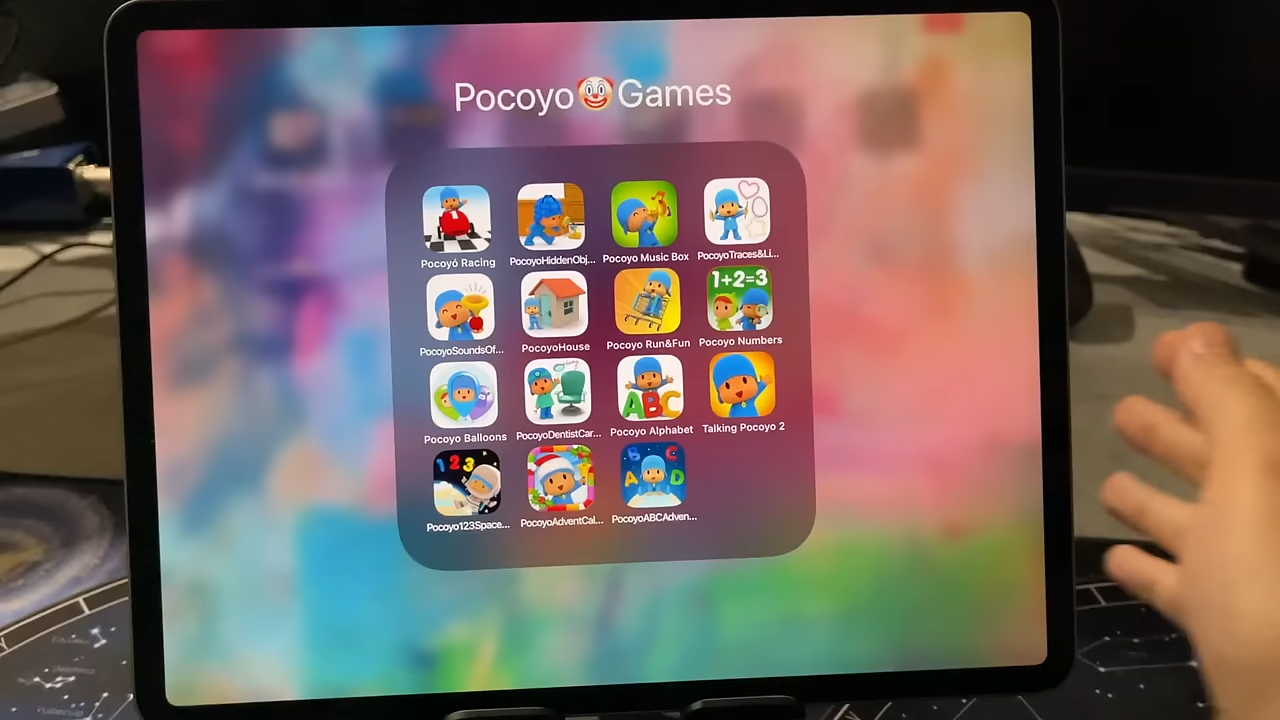 Pocoyo🤡Games
Pocoyó Racing
PocoyoHiddenObj...
Pocoyo Music Box
PocoyoTraces&Li...
1+2=3
PocoyoSoundsOf...
PocoyoHouse
Pocoyo Run&Fun
Pocoyo Numbers
ABC
Pocoyo Balloons
PocoyoDentistCar...
Pocoyo Alphabet
Talking Pocoyo 2
123
B C
A D
Pocoyo123Space...
PocoyoAdventCal...
PocoyoABCAdven...